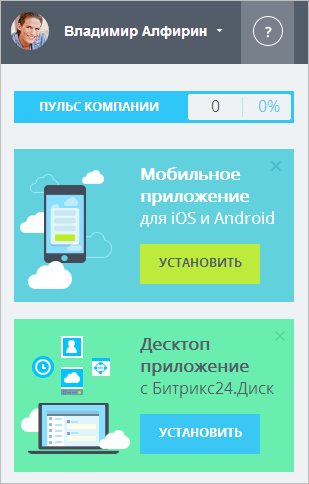 Владимир Алфирин
?
ПУЛЬС КОМПАНИИ 0 0%
Мобильное
приложение
для iOS и Android
УСТАНОВИТЬ
Десктоп
приложение
с Битрикс24.Диск
УСТАНОВИТЬ